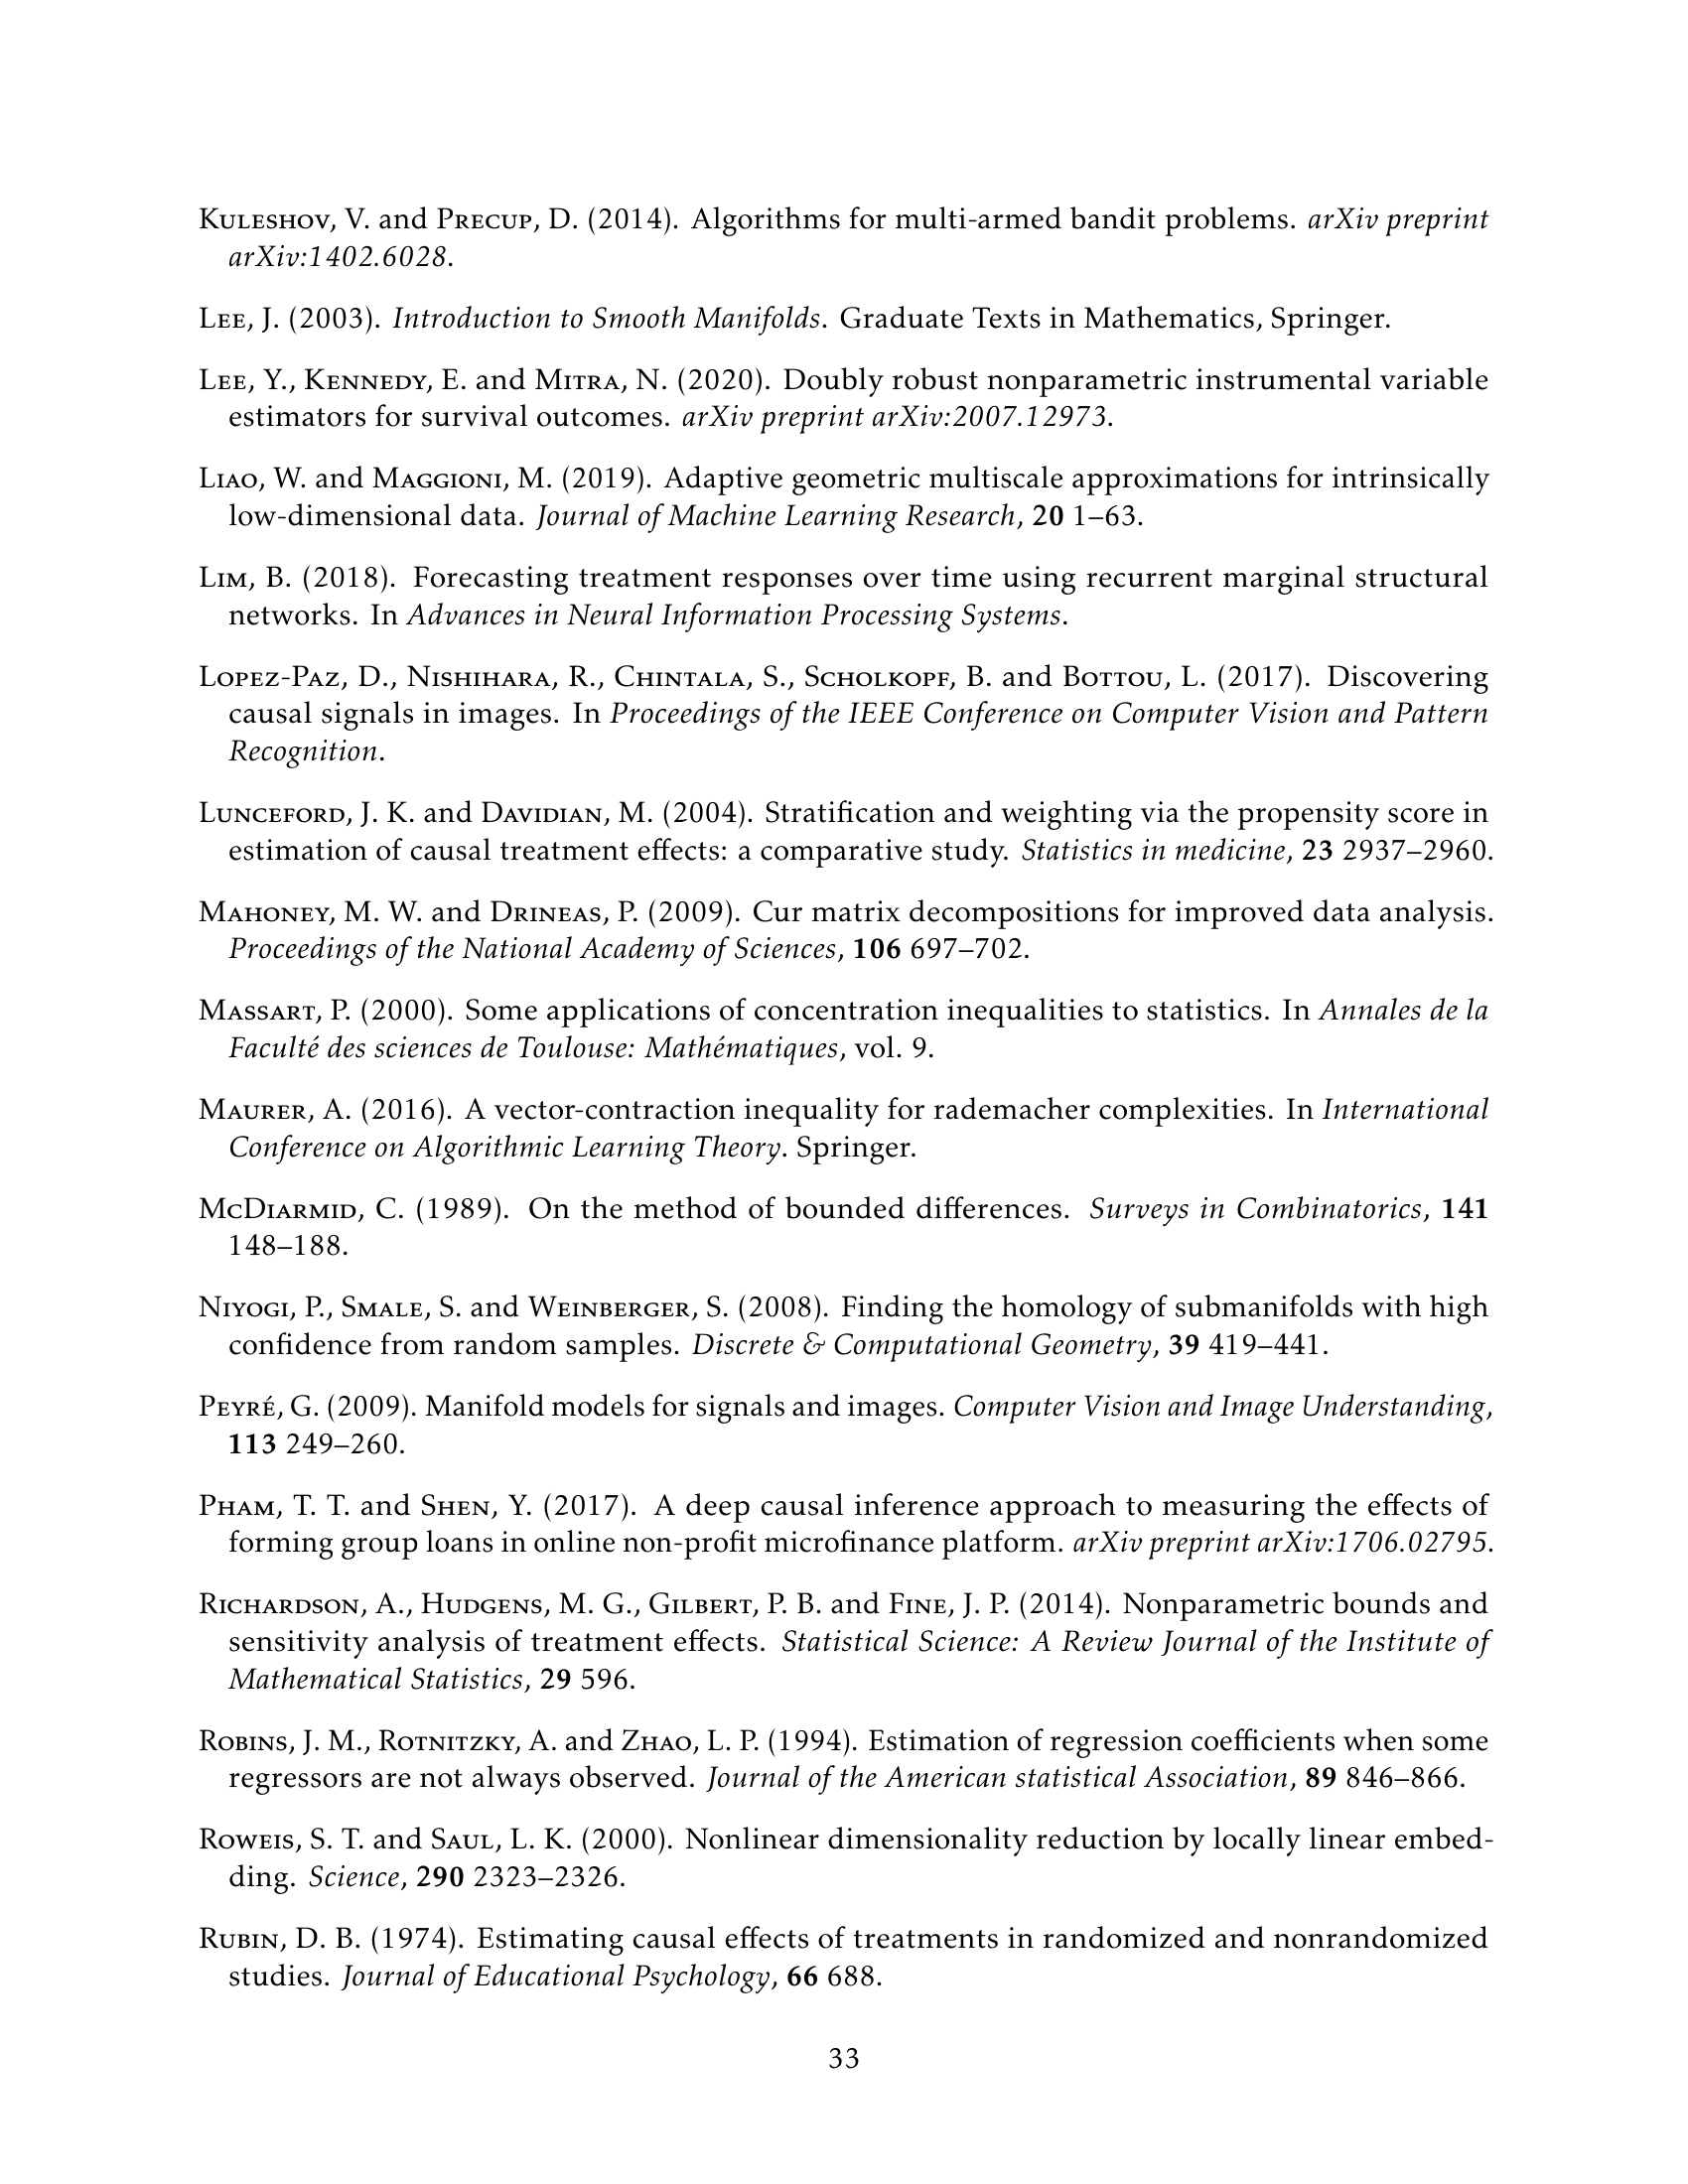 Kuleshov, V. and Precup, D. (2014). Algorithms for multi-armed bandit problems. arXiv preprint
arXiv:1402.6028.
Lee, J. (2003). Introduction to Smooth Manifolds. Graduate Texts in Mathematics, Springer.
Lee, Y., Kennedy, E. and Mitra, N. (2020). Doubly robust nonparametric instrumental variable
estimators for survival outcomes. arXiv preprint arXiv:2007.12973.
Liao, W. and Maggioni, M. (2019). Adaptive geometric multiscale approximations for intrinsically
low-dimensional data. Journal of Machine Learning Research, 20 1–63.
Lim, B. (2018). Forecasting treatment responses over time using recurrent marginal structural
networks. In Advances in Neural Information Processing Systems.
Lopez-Paz, D., Nishihara, R., Chintala, S., Scholkopf, B. and Bottou, L. (2017). Discovering
causal signals in images. In Proceedings of the IEEE Conference on Computer Vision and Pattern
Recognition.
Lunceford, J. K. and Davidian, M. (2004). Stratification and weighting via the propensity score in
estimation of causal treatment effects: a comparative study. Statistics in medicine, 23 2937–2960.
Mahoney, M. W. and Drineas, P. (2009). Cur matrix decompositions for improved data analysis.
Proceedings of the National Academy of Sciences, 106 697–702.
Massart, P. (2000). Some applications of concentration inequalities to statistics. In Annales de la
Faculté des sciences de Toulouse: Mathématiques, vol. 9.
Maurer, A. (2016). A vector-contraction inequality for rademacher complexities. In International
Conference on Algorithmic Learning Theory. Springer.
McDiarmid, C. (1989). On the method of bounded differences. Surveys in Combinatorics, 141
148–188.
Niyogi, P., Smale, S. and Weinberger, S. (2008). Finding the homology of submanifolds with high
confidence from random samples. Discrete & Computational Geometry, 39 419–441.
Peyré, G. (2009). Manifold models for signals and images. Computer Vision and Image Understanding,
113 249–260.
Pham, T. T. and Shen, Y. (2017). A deep causal inference approach to measuring the effects of
forming group loans in online non-profit microfinance platform. arXiv preprint arXiv:1706.02795.
Richardson, A., Hudgens, M. G., Gilbert, P. B. and Fine, J. P. (2014). Nonparametric bounds and
sensitivity analysis of treatment effects. Statistical Science: A Review Journal of the Institute of
Mathematical Statistics, 29 596.
Robins, J. M., Rotnitzky, A. and Zhao, L. P. (1994). Estimation of regression coefficients when some
regressors are not always observed. Journal of the American statistical Association, 89 846–866.
Roweis, S. T. and Saul, L. K. (2000). Nonlinear dimensionality reduction by locally linear embed-
ding. Science, 290 2323–2326.
Rubin, D. B. (1974). Estimating causal effects of treatments in randomized and nonrandomized
studies. Journal of Educational Psychology, 66 688.
33